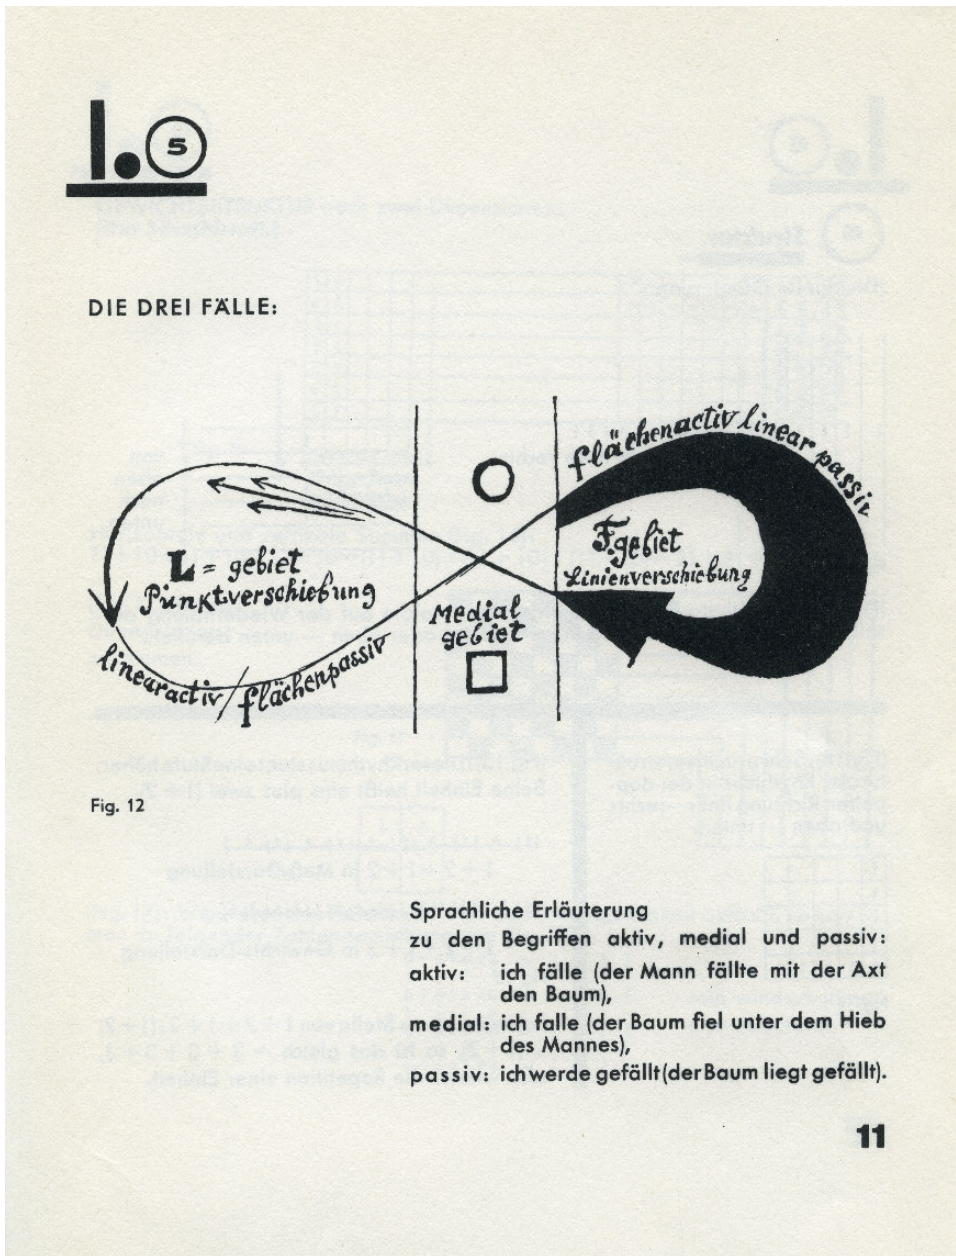 1. 5
DIE DREI FÄLLE:
flächenactiv linear passiv
L = gebiet
Punktverschiebung
F. gebiet
Linienverschiebung
Medial
gebiet
linearactiv/flächenpassiv
Fig. 12
Sprachliche Erläuterung
zu den Begriffen aktiv, medial und passiv:
aktiv: ich fälle (der Mann fällte mit der Axt
den Baum),
medial: ich falle (der Baum fiel unter dem Hieb
des Mannes),
passiv: ich werde gefällt (der Baum liegt gefällt).
11